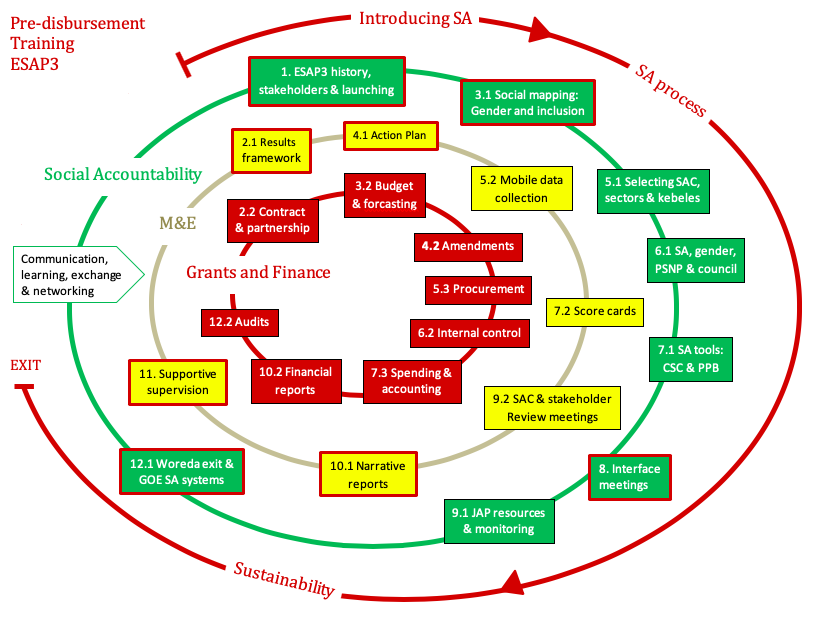 Pre-disbursement
Training
ESAP3
Introducing SA
SA process
1. ESAP3 history,
stakeholders & launching
3.1 Social mapping:
Gender and inclusion
2.1 Results
framework
4.1 Action Plan
Social Accountability
5.2 Mobile data
collection
5.1 Selecting SAC,
sectors & kebeles
3.2 Budget
& forcasting
2.2 Contract
& partnership
M&E
4.2 Amendments
6.1 SA, gender,
PSNP & council
Communication,
learning, exchange
& networking
Grants and Finance
5.3 Procurement
7.2 Score cards
12.2 Audits
6.2 Internal control
7.1 SA tools:
CSC & PPB
EXIT
11. Supportive
supervision
10.2 Financial
reports
7.3 Spending &
accounting
9.2 SAC & stakeholder
Review meetings
12.1 Woreda exit &
GOE SA systems
10.1 Narrative
reports
8. Interface
meetings
9.1 JAP resources
& monitoring
Sustainability